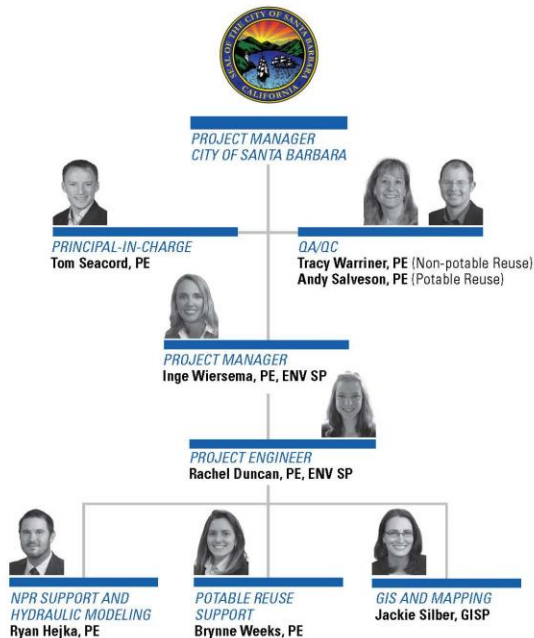 SEAL OF THE CITY OF SANTA BARBARA
CALIFORNIA
PROJECT MANAGER
CITY OF SANTA BARBARA
PRINCIPAL-IN-CHARGE
Tom Seacord, PE
QA/QC
Tracy Warriner, PE (Non-potable Reuse)
Andy Salveson, PE (Potable Reuse)
PROJECT MANAGER
Inge Wiersema, PE, ENV SP
PROJECT ENGINEER
Rachel Duncan, PE, ENV SP
NPR SUPPORT AND
HYDRAULIC MODELING
Ryan Hejka, PE
POTABLE REUSE
SUPPORT
Brynne Weeks, PE
GIS AND MAPPING
Jackie Silber, GISP